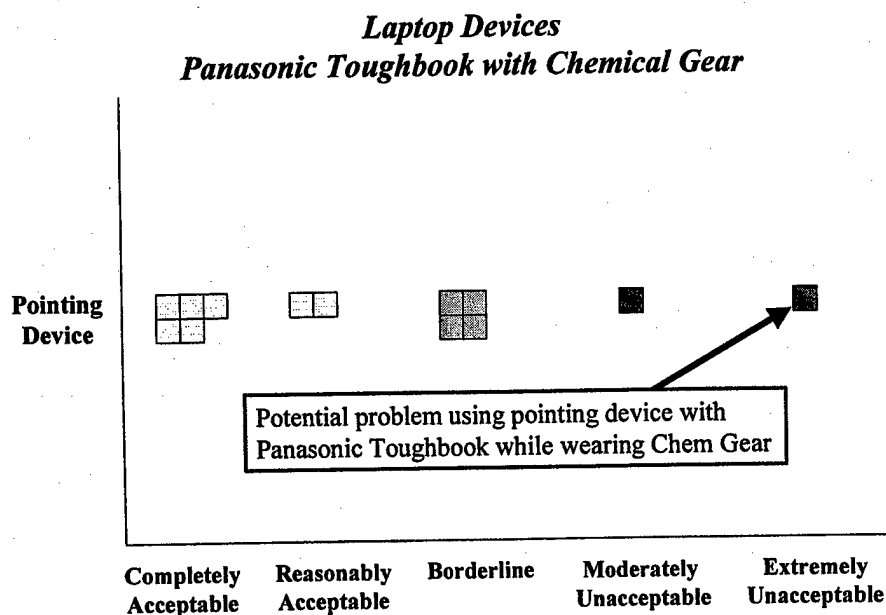 Laptop Devices
Panasonic Toughbook with Chemical Gear
Pointing
Device
Potential problem using pointing device with
Panasonic Toughbook while wearing Chem Gear
Completely
Acceptable
Reasonably
Acceptable
Borderline
Moderately
Unacceptable
Extremely
Unacceptable